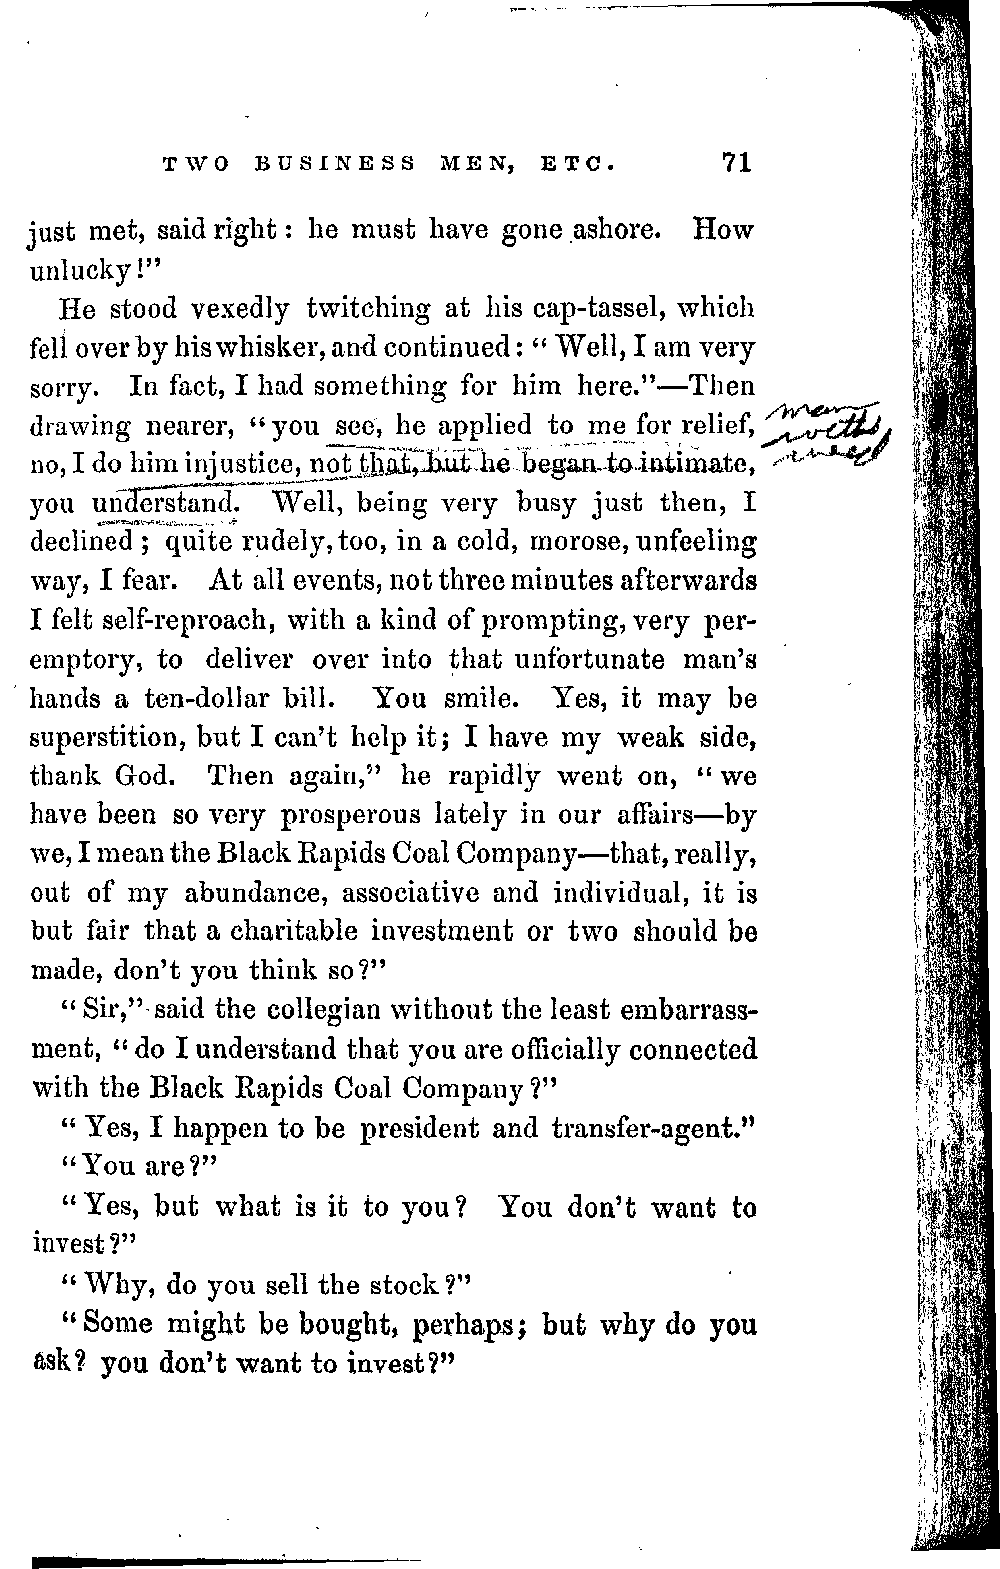 TWO BUSINESS MEN, ETC. 71
just met, said right: he must have gone ashore. How
unlucky!”
He stood vexedly twitching at his cap-tassel, which
fell over by his whisker, and continued: “Well, I am very
sorry. In fact, I had something for him here.”—Then
drawing nearer, “you see, he applied to me for relief,
no, I do him injustice, not that, but he began to intimate,
you understand. Well, being very busy just then, I
declined; quite rudely, too, in a cold, morose, unfeeling
way, I fear. At all events, not three minutes afterwards
I felt self-reproach, with a kind of prompting, very per-
emptory, to deliver over into that unfortunate man’s
hands a ten-dollar bill. You smile. Yes, it may be
superstition, but I can’t help it; I have my weak side,
thank God. Then again,” he rapidly went on, “we
have been so very prosperous lately in our affairs—by
we, I mean the Black Rapids Coal Company—that, really,
out of my abundance, associative and individual, it is
but fair that a charitable investment or two should be
made, don’t you think so?”
“Sir,” said the collegian without the least embarrass-
ment, “do I understand that you are officially connected
with the Black Rapids Coal Company?”
“Yes, I happen to be president and transfer-agent.”
“You are?”
“Yes, but what is it to you? You don’t want to
invest?”
“Why, do you sell the stock?”
“Some might be bought, perhaps; but why do you
ask? you don’t want to invest?”
man
with
weed